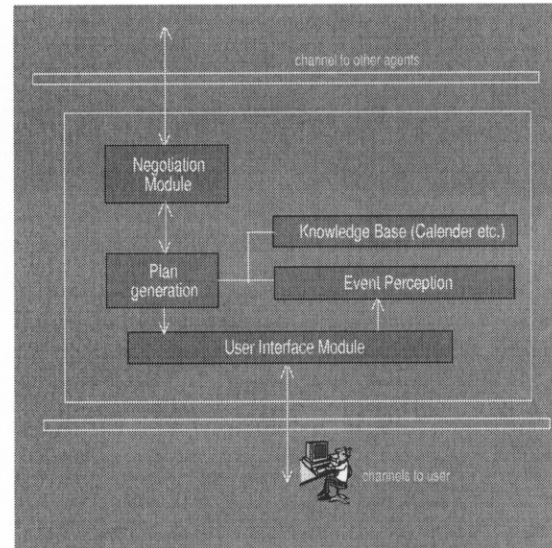 channel to other agents
Negotiation
Module
Knowledge Base (Calender etc.)
Plan
generation
Event Perception
User Interface Module
channels to user